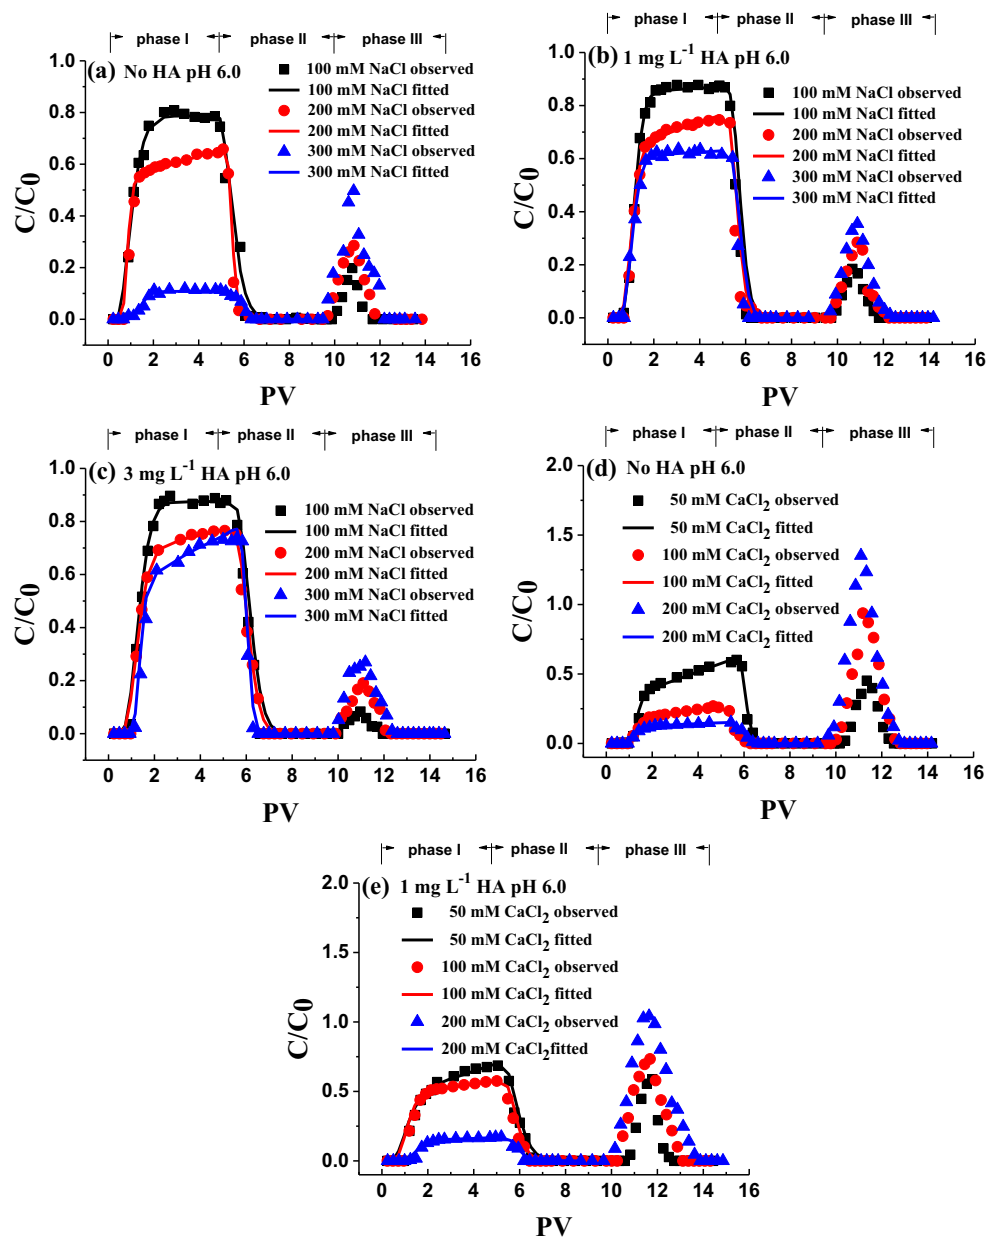 phase I phase II phase III
(a) No HA pH 6.0
100 mM NaCl observed
100 mM NaCl fitted
200 mM NaCl observed
200 mM NaCl fitted
300 mM NaCl observed
300 mM NaCl fitted
C/C0
1.0
0.8
0.6
0.4
0.2
0.0
0 2 4 6 8 10 12 14 16
PV
phase I phase II phase III
(b) 1 mg L-1 HA pH 6.0
100 mM NaCl observed
100 mM NaCl fitted
200 mM NaCl observed
200 mM NaCl fitted
300 mM NaCl observed
300 mM NaCl fitted
C/C0
1.0
0.8
0.6
0.4
0.2
0.0
0 2 4 6 8 10 12 14 16
PV
phase I phase II phase III
(c) 3 mg L-1 HA pH 6.0
100 mM NaCl observed
100 mM NaCl fitted
200 mM NaCl observed
200 mM NaCl fitted
300 mM NaCl observed
300 mM NaCl fitted
C/C0
1.0
0.8
0.6
0.4
0.2
0.0
0 2 4 6 8 10 12 14 16
PV
phase I phase II phase III
(d) No HA pH 6.0
50 mM CaCl2 observed
50 mM CaCl2 fitted
100 mM CaCl2 observed
100 mM CaCl2 fitted
200 mM CaCl2 observed
200 mM CaCl2 fitted
C/C0
2.0
1.5
1.0
0.5
0.0
0 2 4 6 8 10 12 14 16
PV
phase I phase II phase III
(e) 1 mg L-1 HA pH 6.0
50 mM CaCl2 observed
50 mM CaCl2 fitted
100 mM CaCl2 observed
100 mM CaCl2 fitted
200 mM CaCl2 observed
200 mM CaCl2fitted
C/C0
2.0
1.5
1.0
0.5
0.0
0 2 4 6 8 10 12 14 16
PV